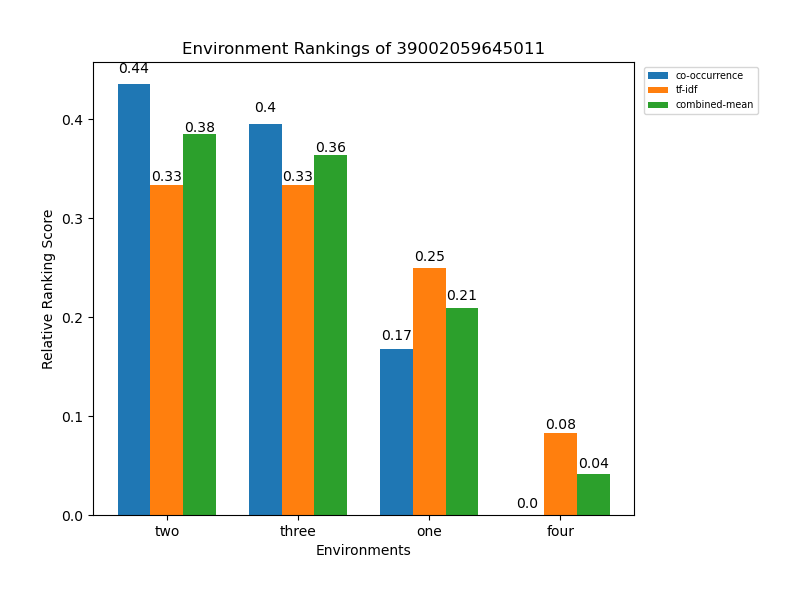 Environment Rankings of 39002059645011
co-occurrence
tf-idf
combined-mean
0.44
0.33
0.38
0.4
0.33
0.36
0.17
0.25
0.21
0.0
0.08
0.04
0.4
0.3
0.2
0.1
0.0
Relative Ranking Score
two
three
one
four
Environments